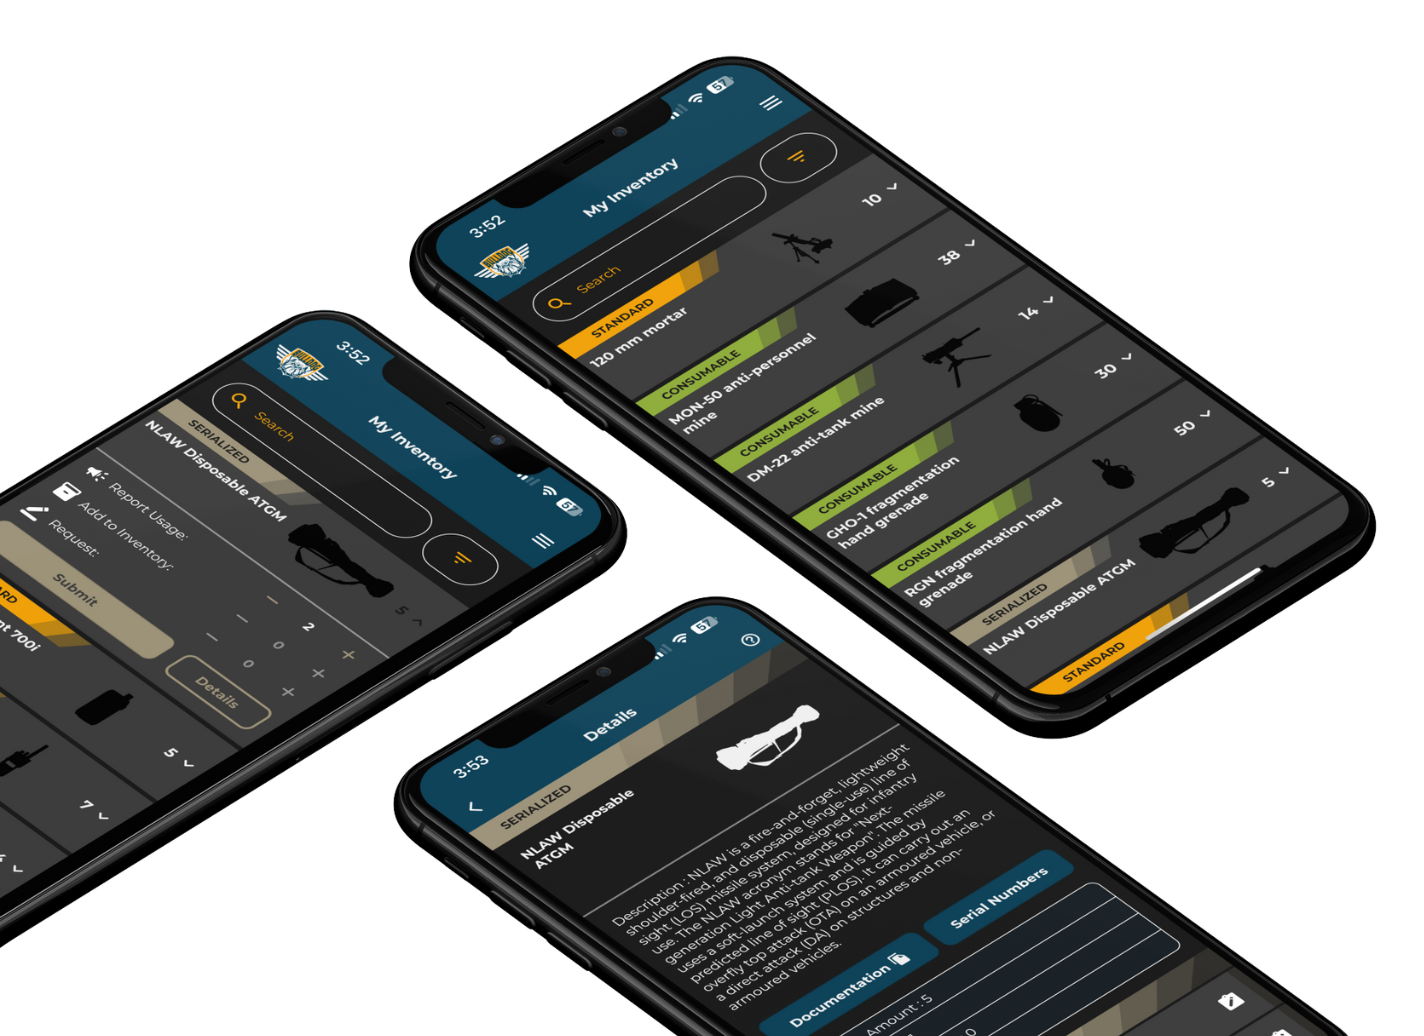 3:52
57
BULLDOG
My Inventory
Search
STANDARD
120 mm mortar
10
CONSUMABLE
MON-50 anti-personnel
mine
38
CONSUMABLE
DM-22 anti-tank mine
14
CONSUMABLE
GHO-1 fragmentation
hand grenade
30
CONSUMABLE
RGN fragmentation hand
grenade
50
SERIALIZED
NLAW Disposable ATGM
5
STANDARD
3:52
57
BULLDOG
My Inventory
Search
SERIALIZED
NLAW Disposable ATGM
5
Report Usage:
2
Add to Inventory:
0
Request:
0
Submit
Details
700i
5
7
3:53
57
Details
SERIALIZED
NLAW Disposable
ATGM
Description : NLAW is a fire-and-forget, lightweight
shoulder-fired, and disposable (single-use) line of
sight (LOS) missile system, designed for infantry
use. The NLAW acronym stands for "Next-
generation Light Anti-tank Weapon". The missile
uses a soft-launch system and is guided by
predicted line of sight (PLOS). It can carry out an
overfly top attack (OTA) on an armoured vehicle, or
a direct attack (DA) on structures and non-
armoured vehicles.
Documentation
Serial Numbers
Amount : 5
0